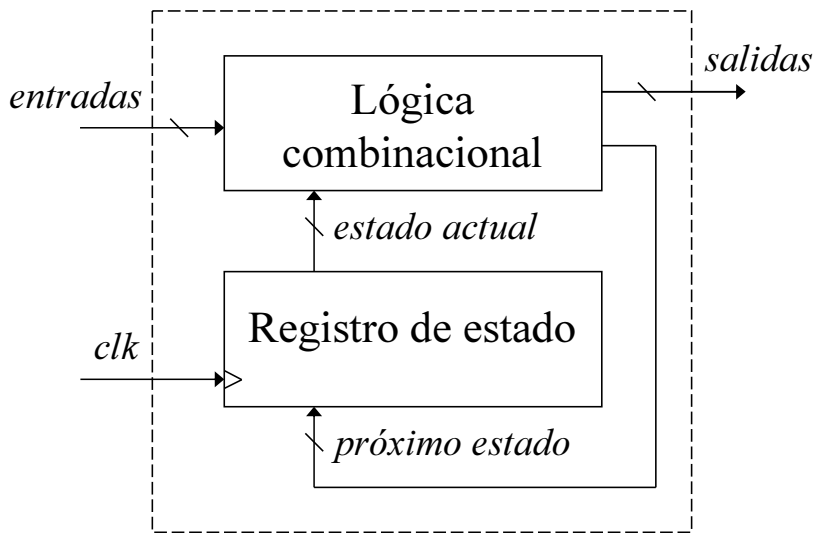 salidas
entradas
Lógica
combinacional
estado actual
Registro de estado
clk
próximo estado